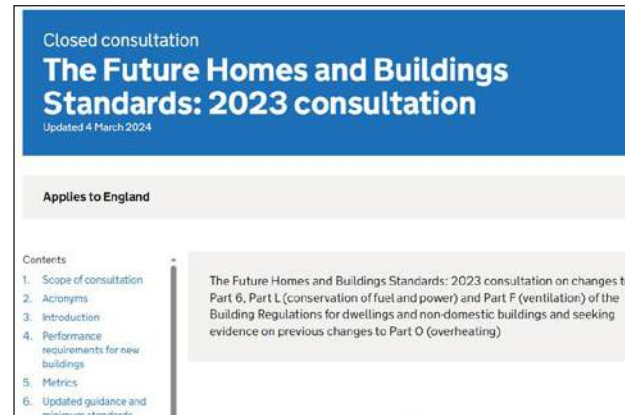 Closed consultation
The Future Homes and Buildings
Standards: 2023 consultation
Updated 4 March 2024
Applies to England
Contents
1. Scope of consultation
2. Acronyms
3. Introduction
4. Performance
requirements for new
buildings
5. Metrics
6. Updated guidance and
minimum standards
The Future Homes and Buildings Standards: 2023 consultation on changes t
Part 6, Part L (conservation of fuel and power) and Part F (ventilation) of the
Building Regulations for dwellings and non-domestic buildings and seeking
evidence on previous changes to Part O (overheating)